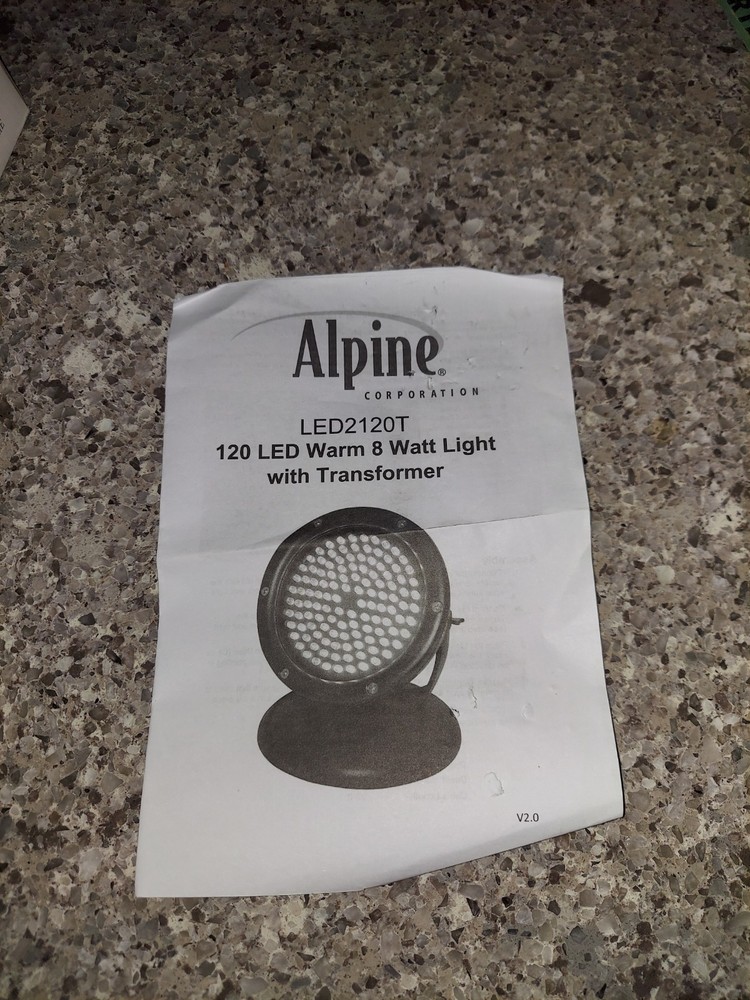 Alpine®
CORPORATION
LED2120T
120 LED Warm 8 Watt Light
with Transformer
V2.0